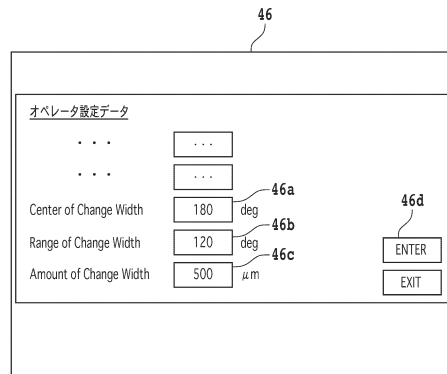 46
オペレータ設定データ
・・・ ・・・
・・・ ・・・
46a
Center of Change Width 180 deg
46b
46d
Range of Change Width 120 deg
ENTER
46c
Amount of Change Width 500 μm
EXIT